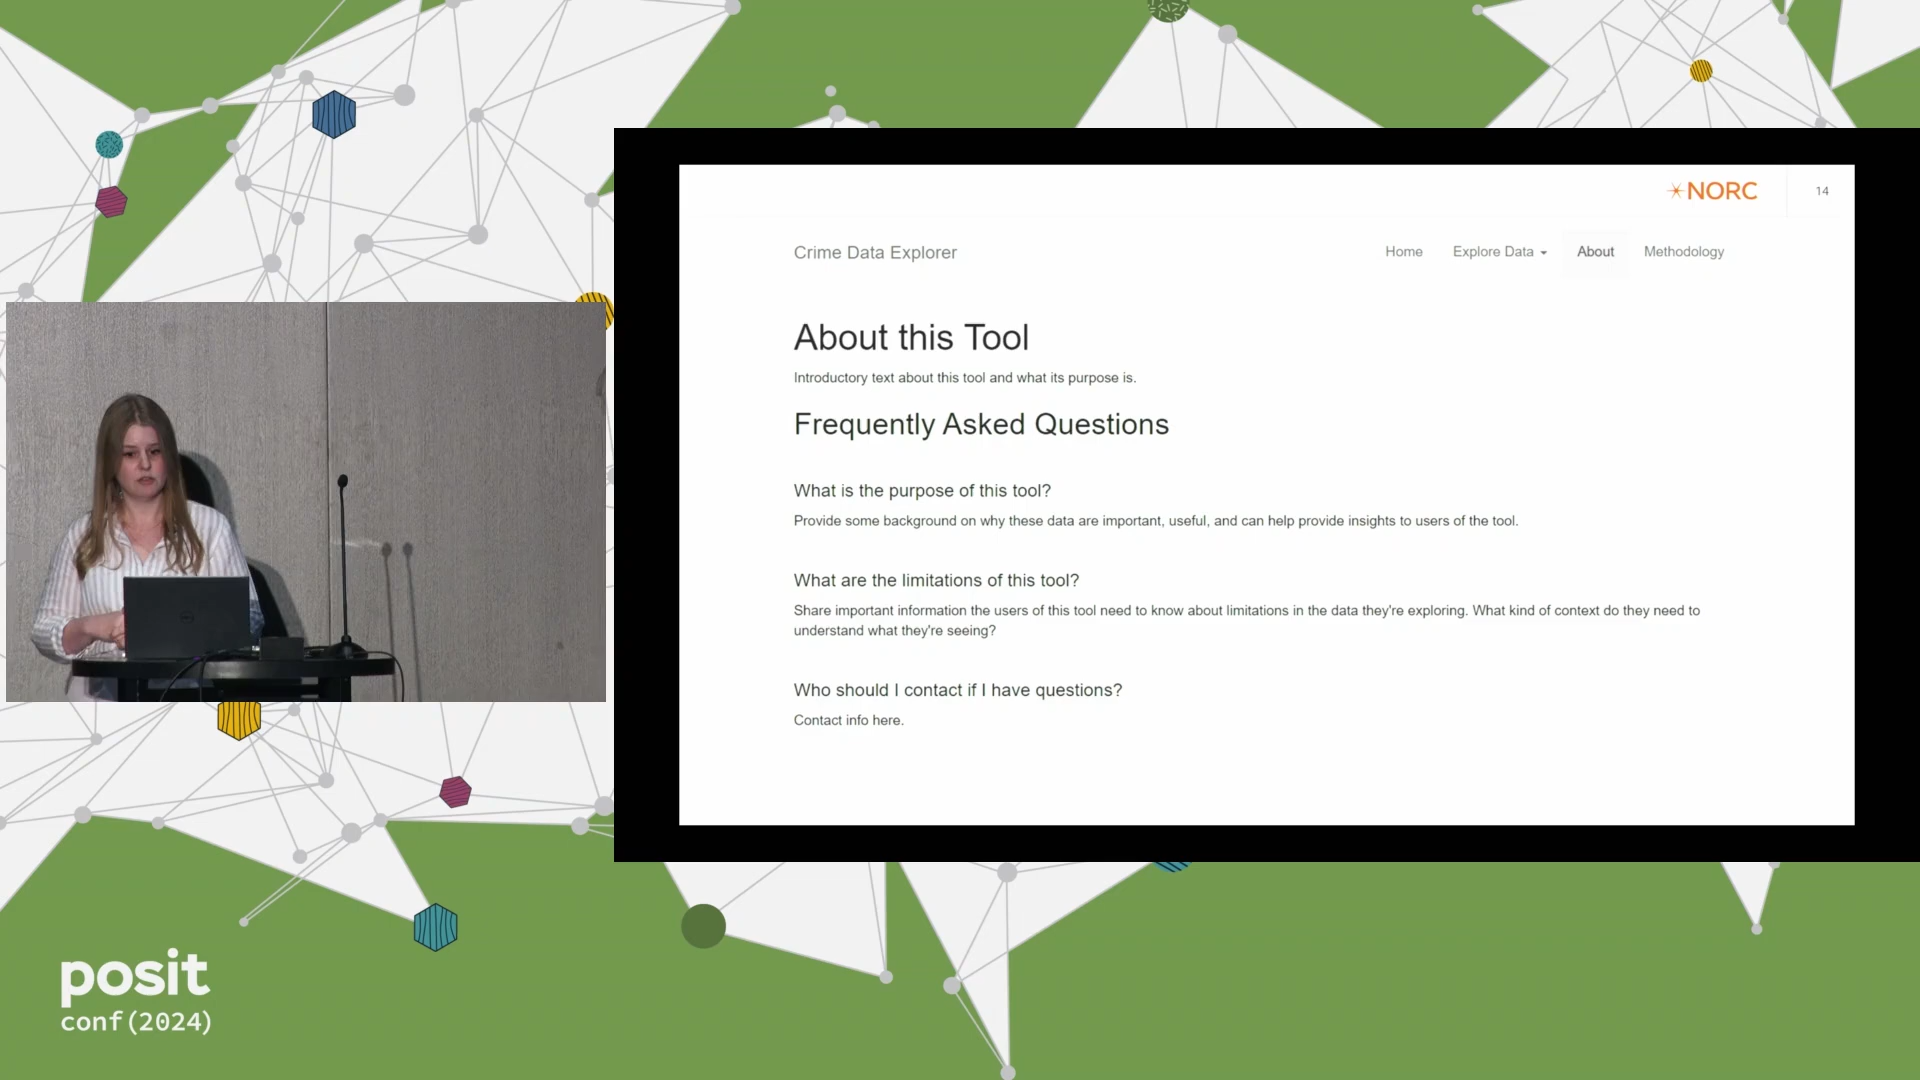 NORC
14
Crime Data Explorer
Home
Explore Data
About
Methodology
About this Tool
Introductory text about this tool and what its purpose is.
Frequently Asked Questions
What is the purpose of this tool?
Provide some background on why these data are important, useful, and can help provide insights to users of the tool.
What are the limitations of this tool?
Share important information the users of this tool need to know about limitations in the data they're exploring. What kind of context do they need to
understand what they're seeing?
Who should I contact if I have questions?
Contact info here.
posit
conf(2024)